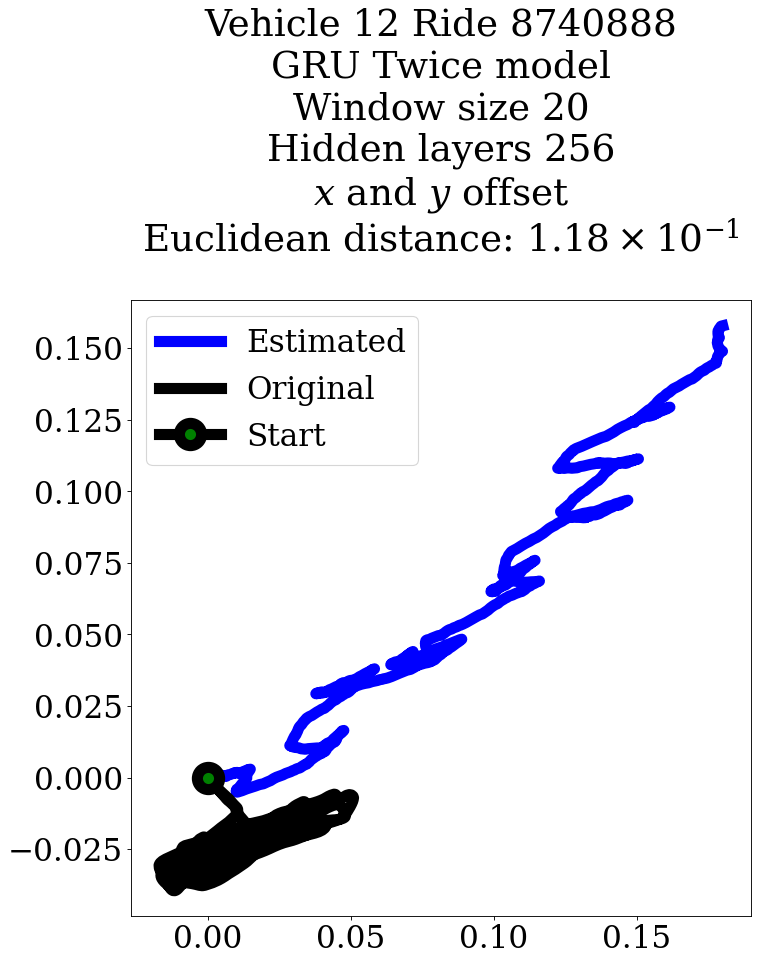 Vehicle 12 Ride 8740888
GRU Twice model
Window size 20
Hidden layers 256
x and y offset
Euclidean distance: 1.18 × 10⁻¹
Estimated
Original
Start
0.150
0.125
0.100
0.075
0.050
0.025
0.000
−0.025
0.00 0.05 0.10 0.15